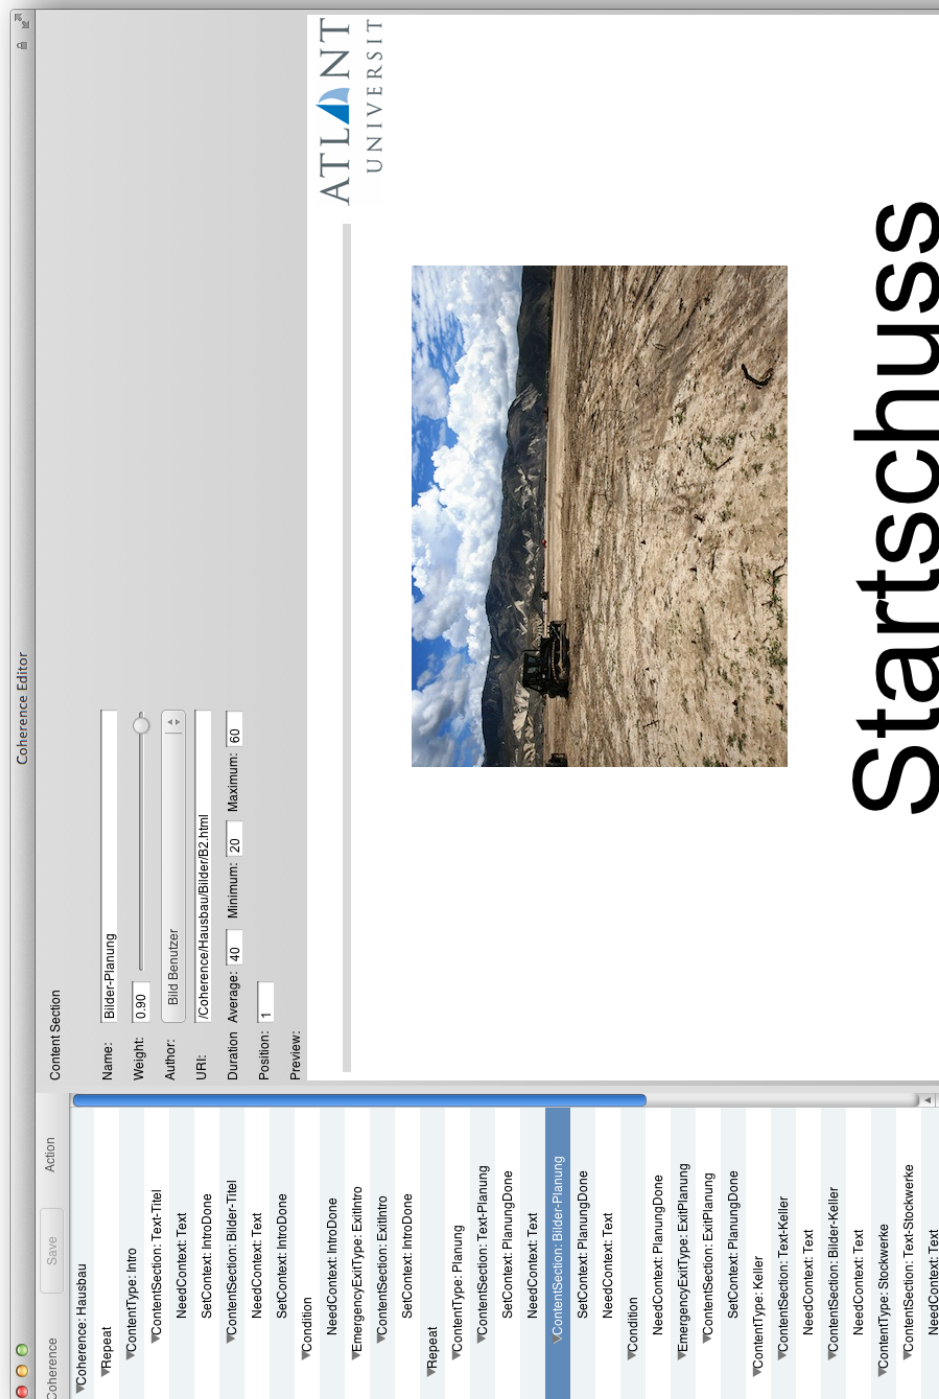 Coherence Editor
Coherence
Save
Action
Coherence: Hausbau
Repeat
ContentType: Intro
ContentSection: Text-Titel
NeedContext: Text
SetContext: IntroDone
ContentSection: Bilder-Titel
NeedContext: Text
SetContext: IntroDone
Condition
NeedContext: IntroDone
EmergencyExitType: ExitIntro
ContentSection: ExitIntro
SetContext: IntroDone
Repeat
ContentType: Planung
ContentSection: Text-Planung
SetContext: PlanungDone
NeedContext: Text
ContentSection: Bilder-Planung
SetContext: PlanungDone
NeedContext: Text
Condition
NeedContext: PlanungDone
EmergencyExitType: ExitPlanung
ContentSection: ExitPlanung
SetContext: PlanungDone
ContentType: Keller
ContentSection: Text-Keller
NeedContext: Text
ContentSection: Bilder-Keller
NeedContext: Text
ContentType: Stockwerke
ContentSection: Text-Stockwerke
NeedContext: Text
Content Section
Name: Bilder-Planung
Weight: 0.90
Author: Bild Benutzer
URI: /Coherence/Hausbau/Bilder/B2.html
Duration Average: 40 Minimum: 20 Maximum: 60
Position: 1
Preview:
ATLANT
UNIVERSIT
Startschuss